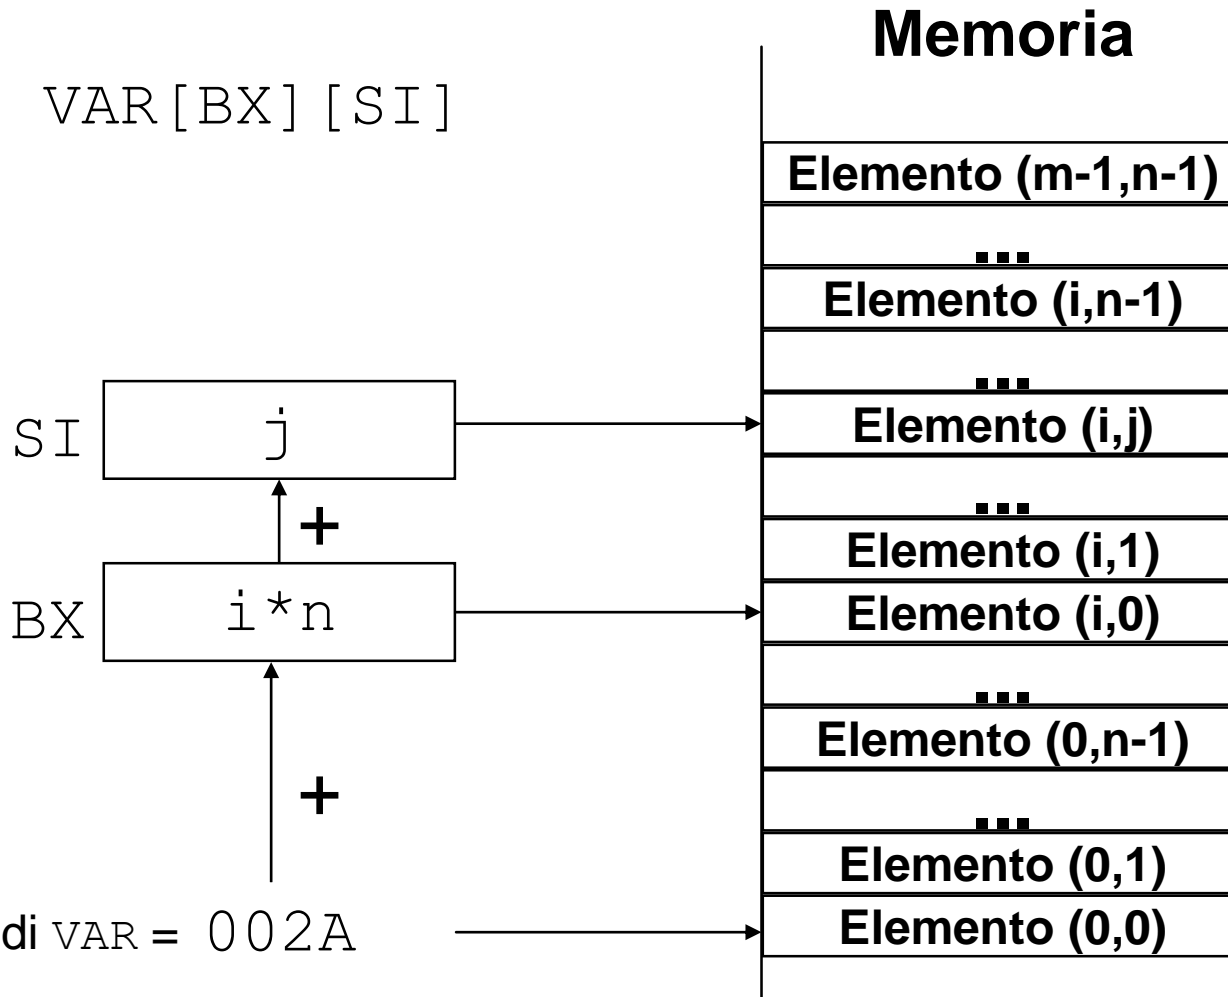 Memoria
VAR[BX][SI]
Elemento (m-1,n-1)
...
Elemento (i,n-1)
...
SI j Elemento (i,j)
+ ...
Elemento (i,1)
BX i*n Elemento (i,0)
...
Elemento (0,n-1)
+
...
Elemento (0,1)
di VAR = 002A Elemento (0,0)